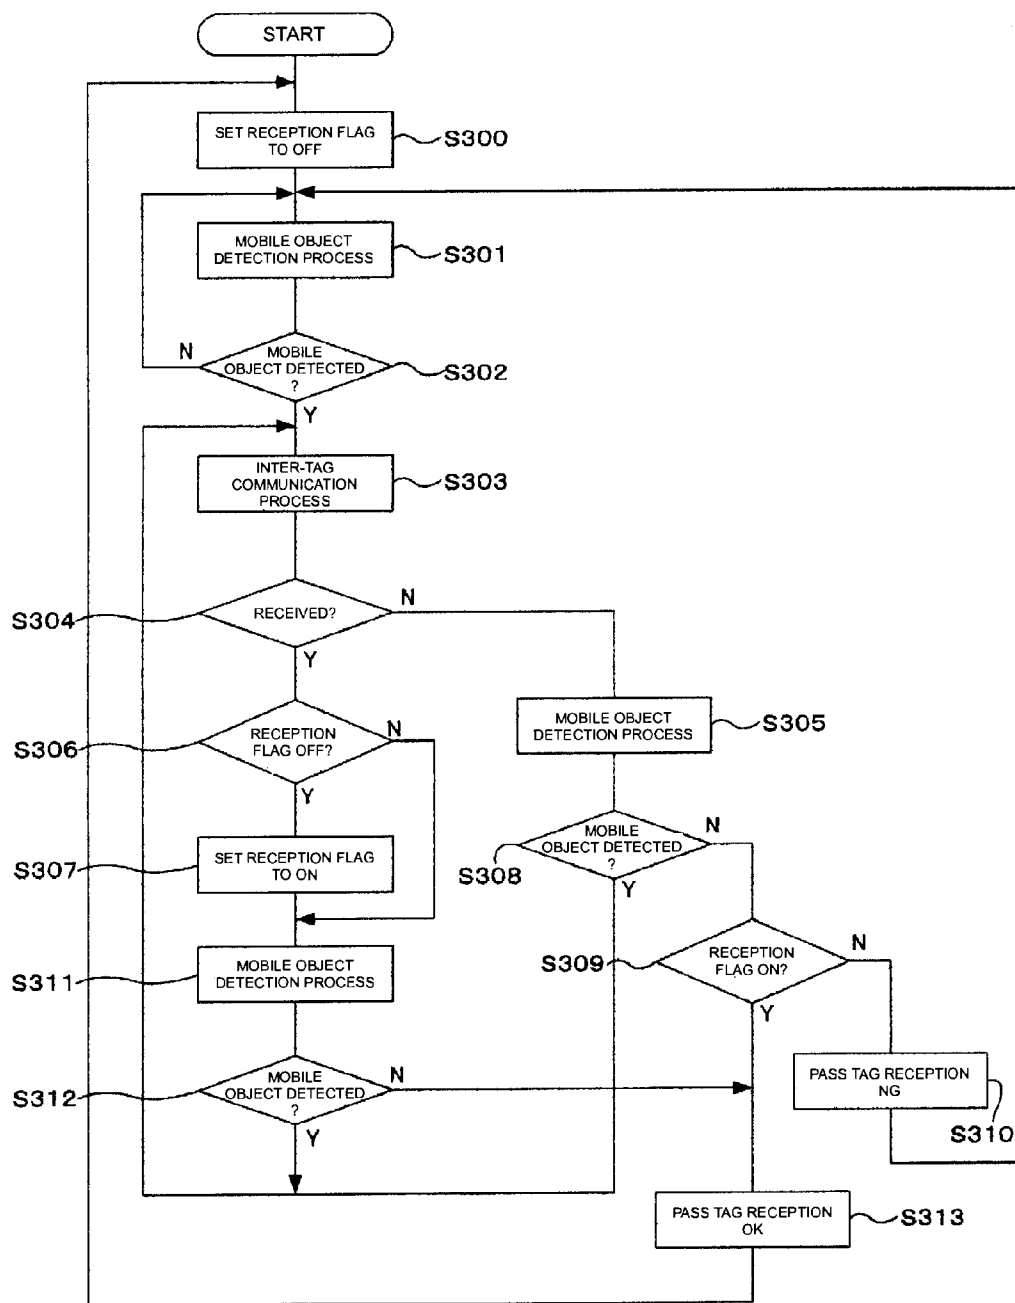 START
SET RECEPTION FLAG
TO OFF
S300
MOBILE OBJECT
DETECTION PROCESS
S301
N
MOBILE
OBJECT DETECTED
?
S302
Y
INTER-TAG
COMMUNICATION
PROCESS
S303
S304
RECEIVED?
N
Y
MOBILE OBJECT
DETECTION PROCESS
S305
S306
RECEPTION
FLAG OFF?
N
Y
S307
SET RECEPTION FLAG
TO ON
S308
MOBILE
OBJECT DETECTED
?
N
Y
S309
RECEPTION
FLAG ON?
N
Y
S311
MOBILE OBJECT
DETECTION PROCESS
S312
MOBILE
OBJECT DETECTED
?
N
Y
PASS TAG RECEPTION
NG
S310
PASS TAG RECEPTION
OK
S313